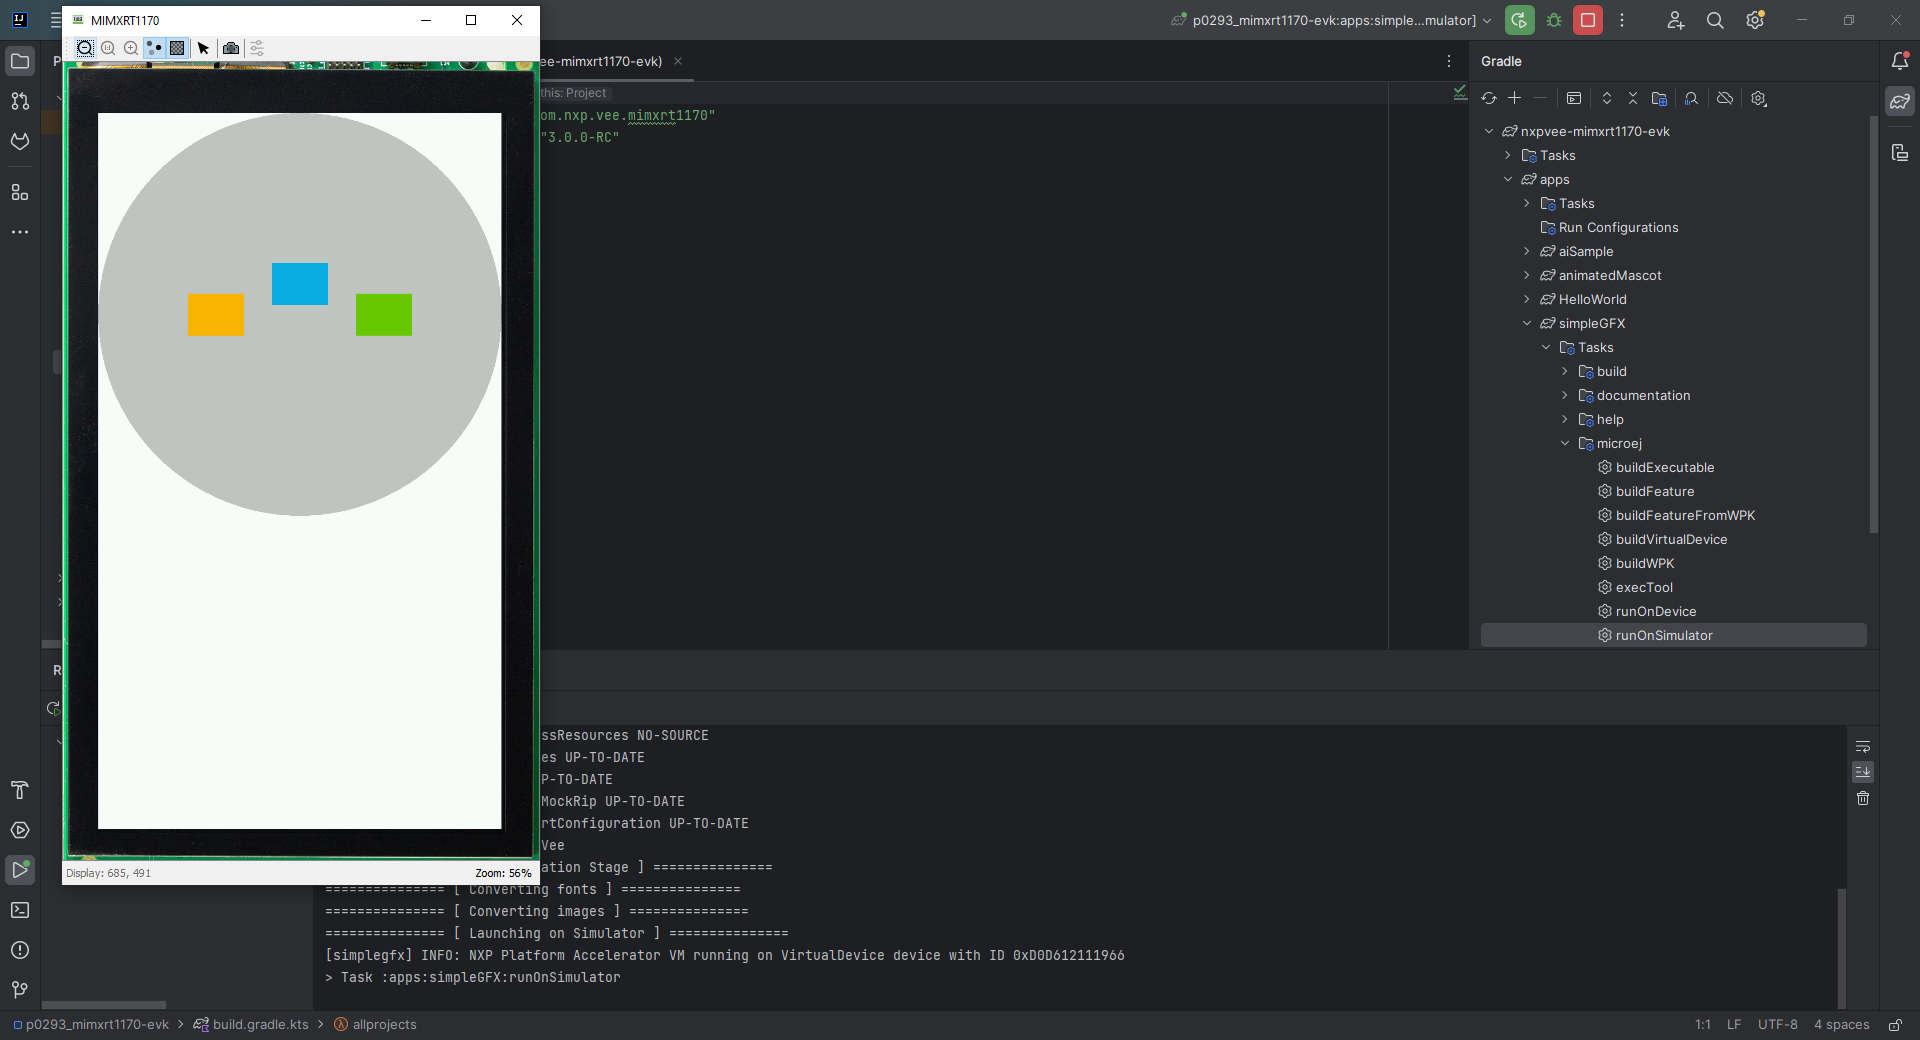 MIMXRT1170
p0293_mimxrt1170-evk:apps:simple...mulator]
ee-mimxrt1170-evk)
Gradle
this: Project
om.nxp.vee.mimxrt1170"
"3.0.0-RC"
nxpvee-mimxrt1170-evk
Tasks
apps
Tasks
Run Configurations
aiSample
animatedMascot
HelloWorld
simpleGFX
Tasks
build
documentation
help
microej
buildExecutable
buildFeature
buildFeatureFromWPK
buildVirtualDevice
buildWPK
execTool
runOnDevice
runOnSimulator
ssResources NO-SOURCE
es UP-TO-DATE
P-TO-DATE
MockRip UP-TO-DATE
rtConfiguration UP-TO-DATE
Vee
ation Stage ] ===============
=============== [ Converting fonts ] ===============
=============== [ Converting images ] ===============
=============== [ Launching on Simulator ] ===============
[simplegfx] INFO: NXP Platform Accelerator VM running on VirtualDevice device with ID 0xD0D612111966
> Task :apps:simpleGFX:runOnSimulator
Display: 685, 491
Zoom: 56%
p0293_mimxrt1170-evk > build.gradle.kts > allprojects
1:1 LF UTF-8 4 spaces